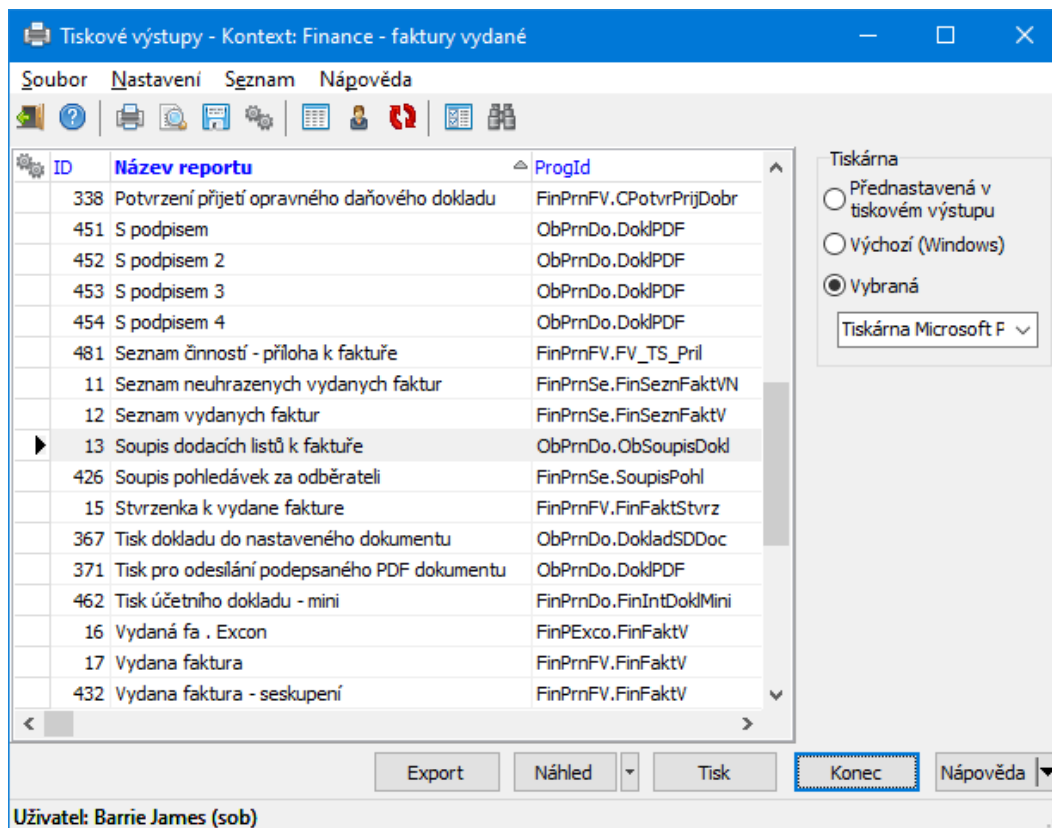 Tiskové výstupy - Kontext: Finance - faktury vydané
Soubor Nastavení Seznam Nápověda
ID Název reportu ProgId
338 Potvrzení přijetí opravného daňového dokladu FinPrnFV.CPotvrPrijDobr
451 S podpisem ObPrnDo.DoklPDF
452 S podpisem 2 ObPrnDo.DoklPDF
453 S podpisem 3 ObPrnDo.DoklPDF
454 S podpisem 4 ObPrnDo.DoklPDF
481 Seznam činností - příloha k faktuře FinPrnFV.FV_TS_Pril
11 Seznam neuhrazenych vydanych faktur FinPrnSe.FinSeznFaktVN
12 Seznam vydanych faktur FinPrnSe.FinSeznFaktV
13 Soupis dodacích listů k faktuře ObPrnDo.ObSoupisDokl
426 Soupis pohledávek za odběrateli FinPrnSe.SoupisPohl
15 Stvrzenka k vydane fakture FinPrnFV.FinFaktStvrz
367 Tisk dokladu do nastaveného dokumentu ObPrnDo.DokladSDDoc
371 Tisk pro odesílání podepsaného PDF dokumentu ObPrnDo.DoklPDF
462 Tisk účetního dokladu - mini FinPrnDo.FinIntDoklMini
16 Vydaná fa . Excon FinPExco.FinFaktV
17 Vydana faktura FinPrnFV.FinFaktV
432 Vydana faktura - seskupení FinPrnFV.FinFaktV
Tiskárna
Přednastavená v
tiskovém výstupu
Výchozí (Windows)
Vybraná
Tiskárna Microsoft P
Export Náhled Tisk Konec Nápověda
Uživatel: Barrie James (sob)